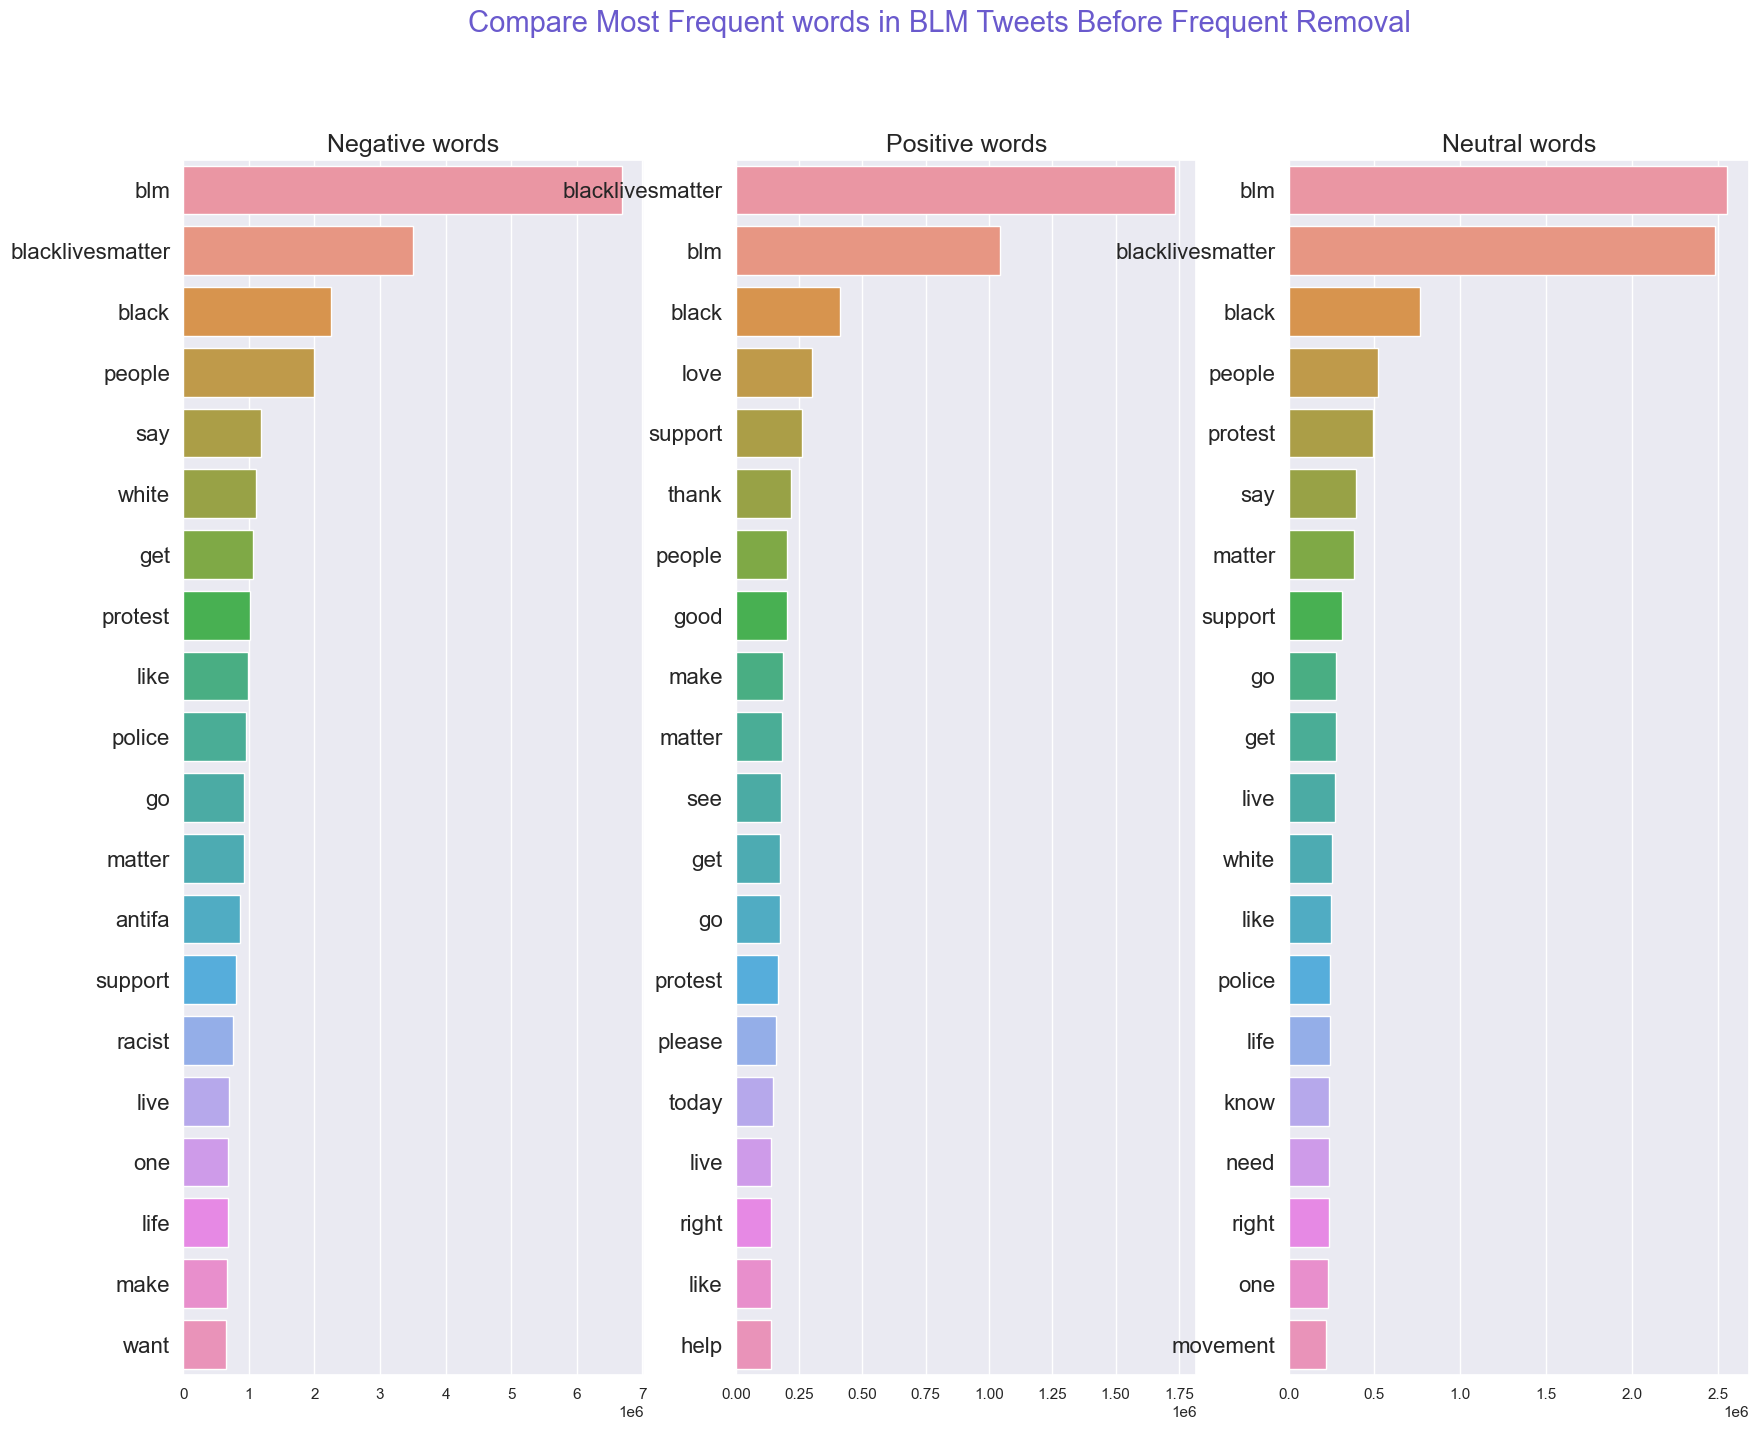 Compare Most Frequent words in BLM Tweets Before Frequent Removal
Negative words
blm
blacklivesmatter
black
people
say
white
get
protest
like
police
go
matter
antifa
support
racist
live
one
life
make
want
0 1 2 3 4 5 6 7
1e6
Positive words
blacklivesmatter
blm
black
love
support
thank
people
good
make
matter
see
get
go
protest
please
today
live
right
like
help
0.00 0.25 0.50 0.75 1.00 1.25 1.50 1.75
1e6
Neutral words
blm
blacklivesmatter
black
people
protest
say
matter
support
go
get
live
white
like
police
life
know
need
right
one
movement
0.0 0.5 1.0 1.5 2.0 2.5
1e6